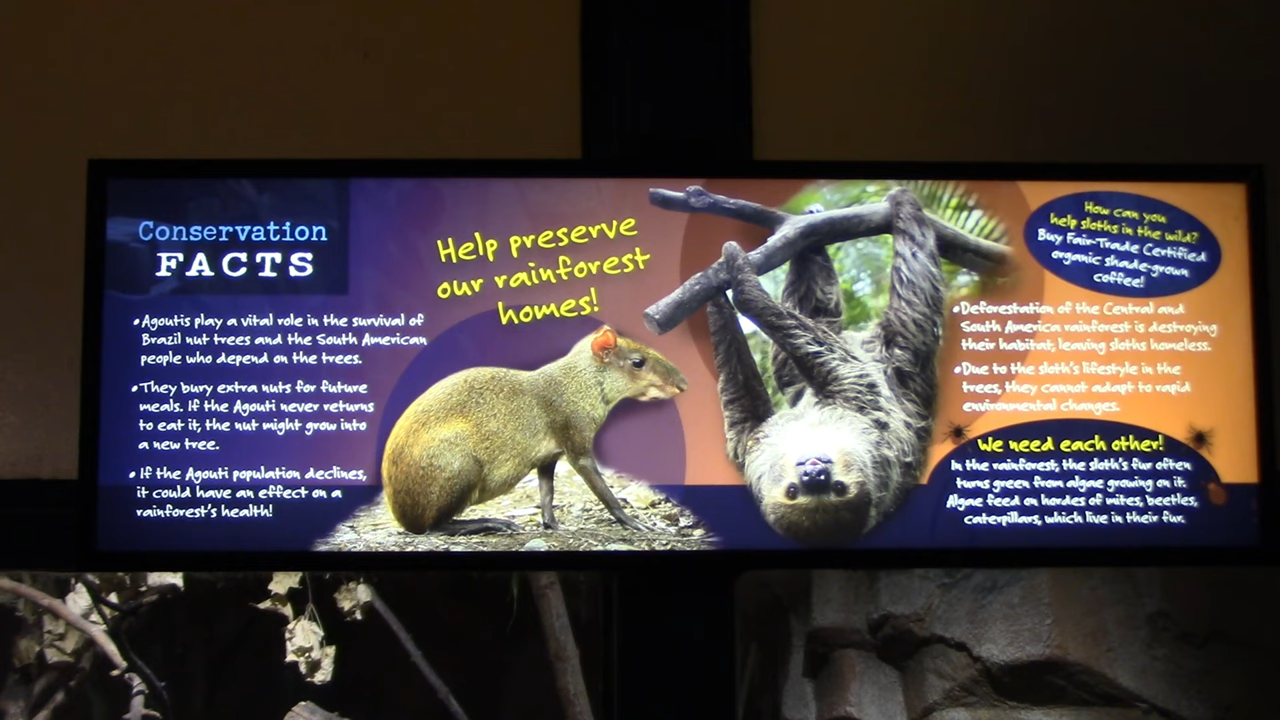 Conservation
FACTS
• Agoutis play a vital role in the survival of
Brazil nut trees and the South American
people who depend on the trees.
• They bury extra nuts for future
meals. If the Agouti never returns
to eat it, the nut might grow into
a new tree.
• If the Agouti population declines,
it could have an effect on a
rainforest's health!
Help preserve
our rainforest
homes!
How can you
help sloths in the wild?
Buy Fair-Trade Certified
organic shade-grown
coffee!
• Deforestation of the Central and
South America rainforest is destroying
their habitat, leaving sloths homeless.
• Due to the sloth's lifestyle in the
trees, they cannot adapt to rapid
environmental changes.
We need each other!
In the rainforest, the sloth's fur often
turns green from algae growing on it.
Algae feed on hordes of mites, beetles,
caterpillars, which live in their fur.